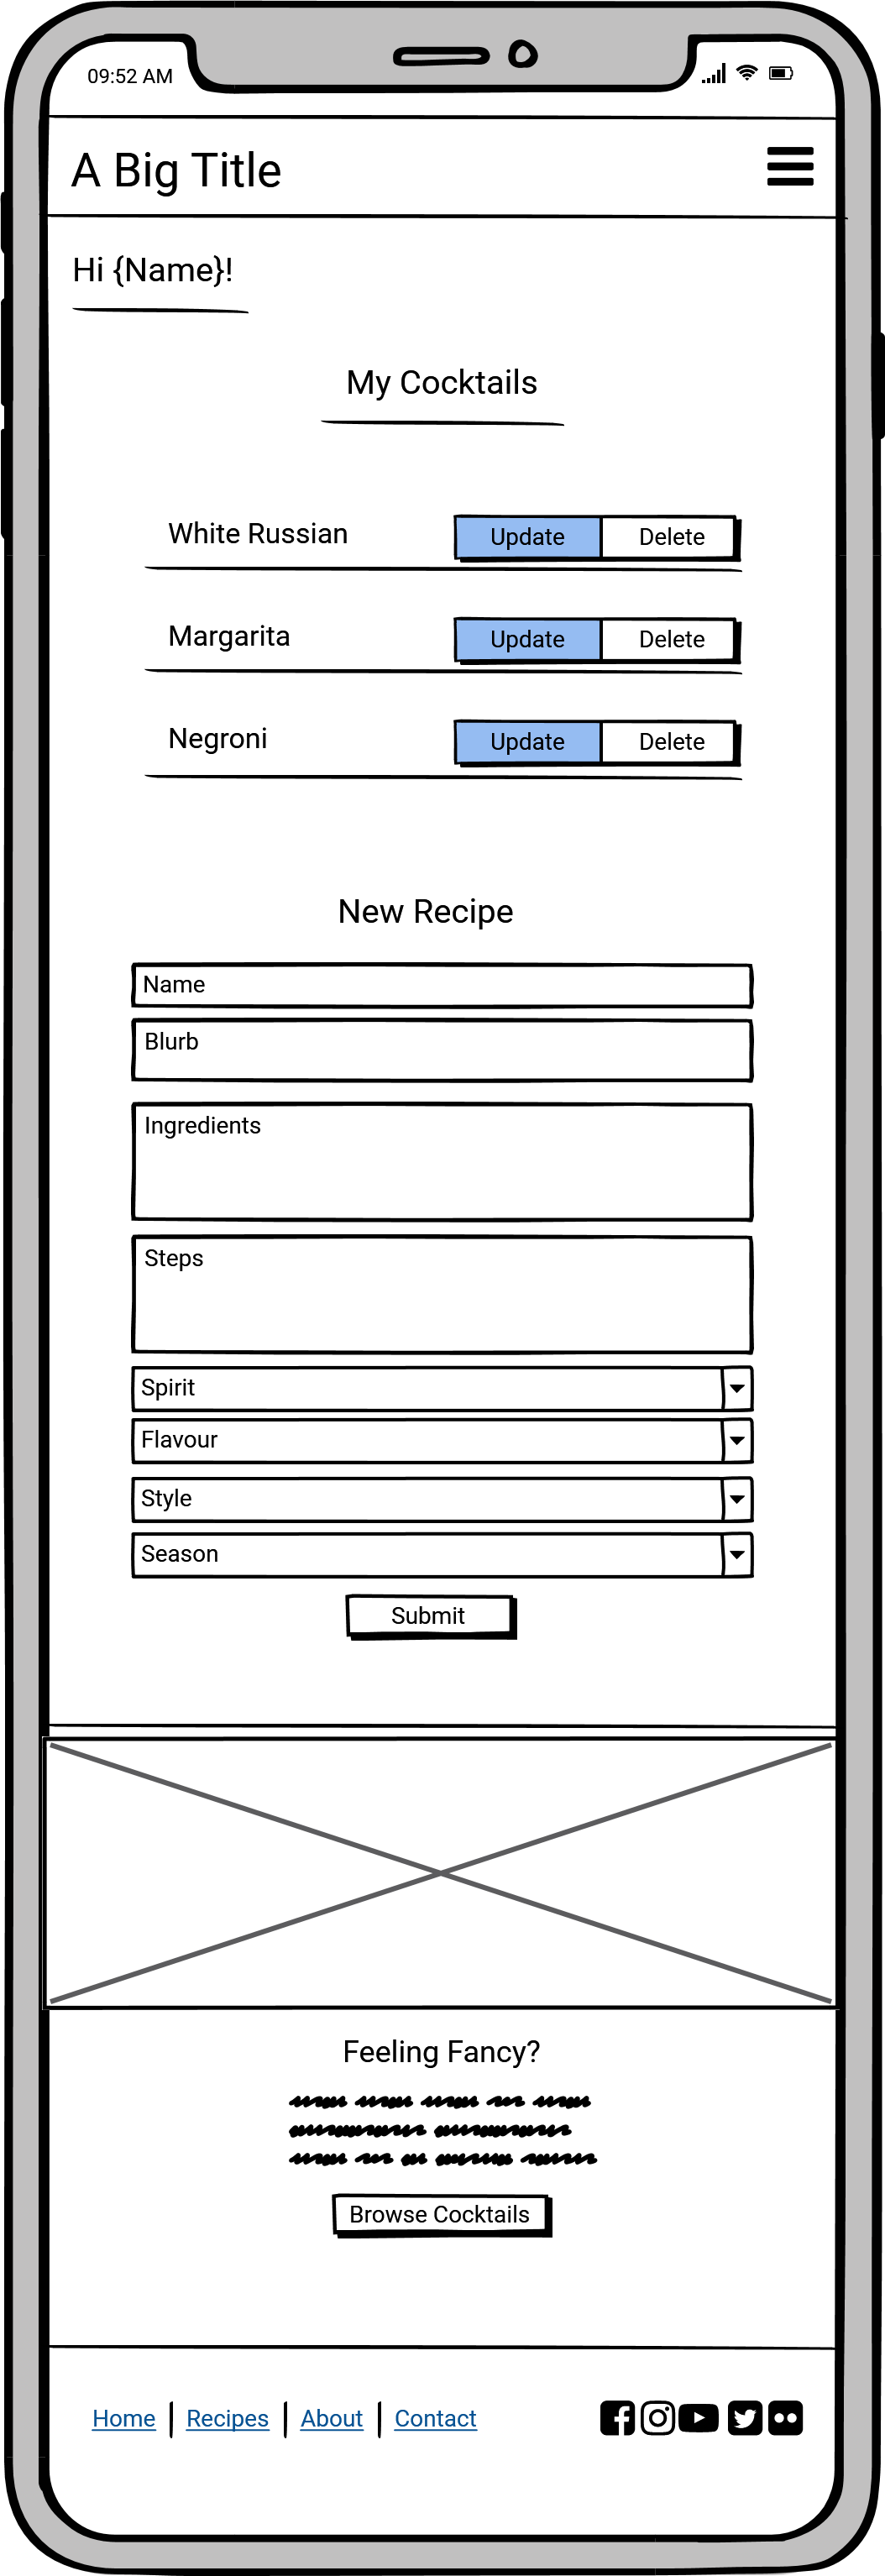 09:52 AM
A Big Title
Hi {Name}!
My Cocktails
White Russian Update Delete
Margarita Update Delete
Negroni Update Delete
New Recipe
Name
Blurb
Ingredients
Steps
Spirit
Flavour
Style
Season
Submit
Feeling Fancy?
Browse Cocktails
Home Recipes About Contact